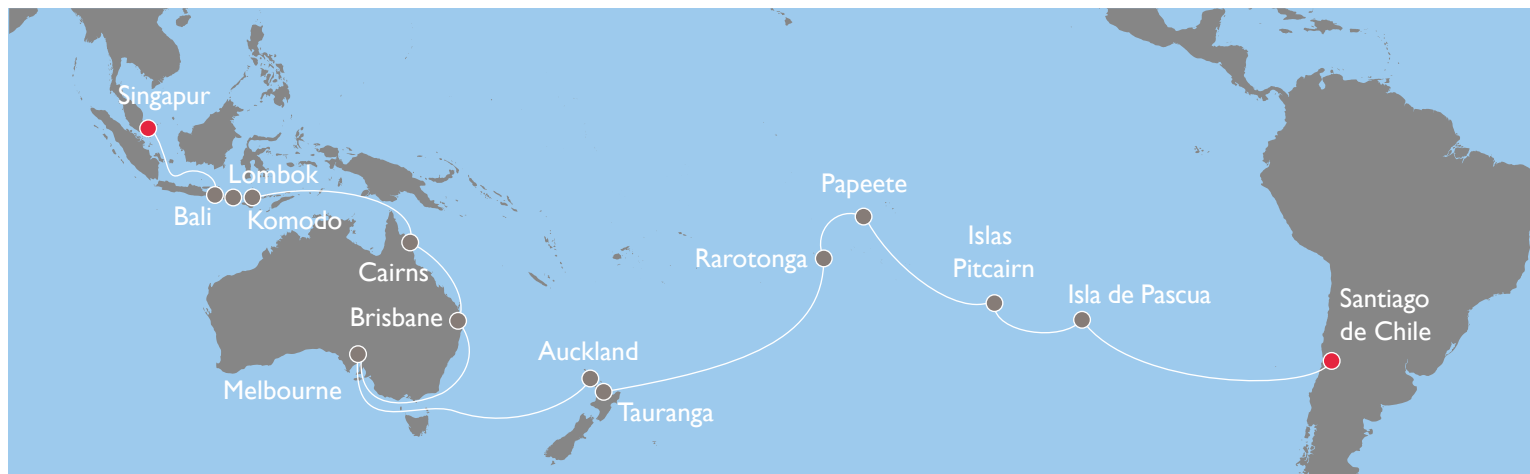 Singapur
Lombok
Bali
Komodo
Cairns
Brisbane
Melbourne
Auckland
Tauranga
Rarotonga
Papeete
Islas
Pitcairn
Isla de Pascua
Santiago
de Chile